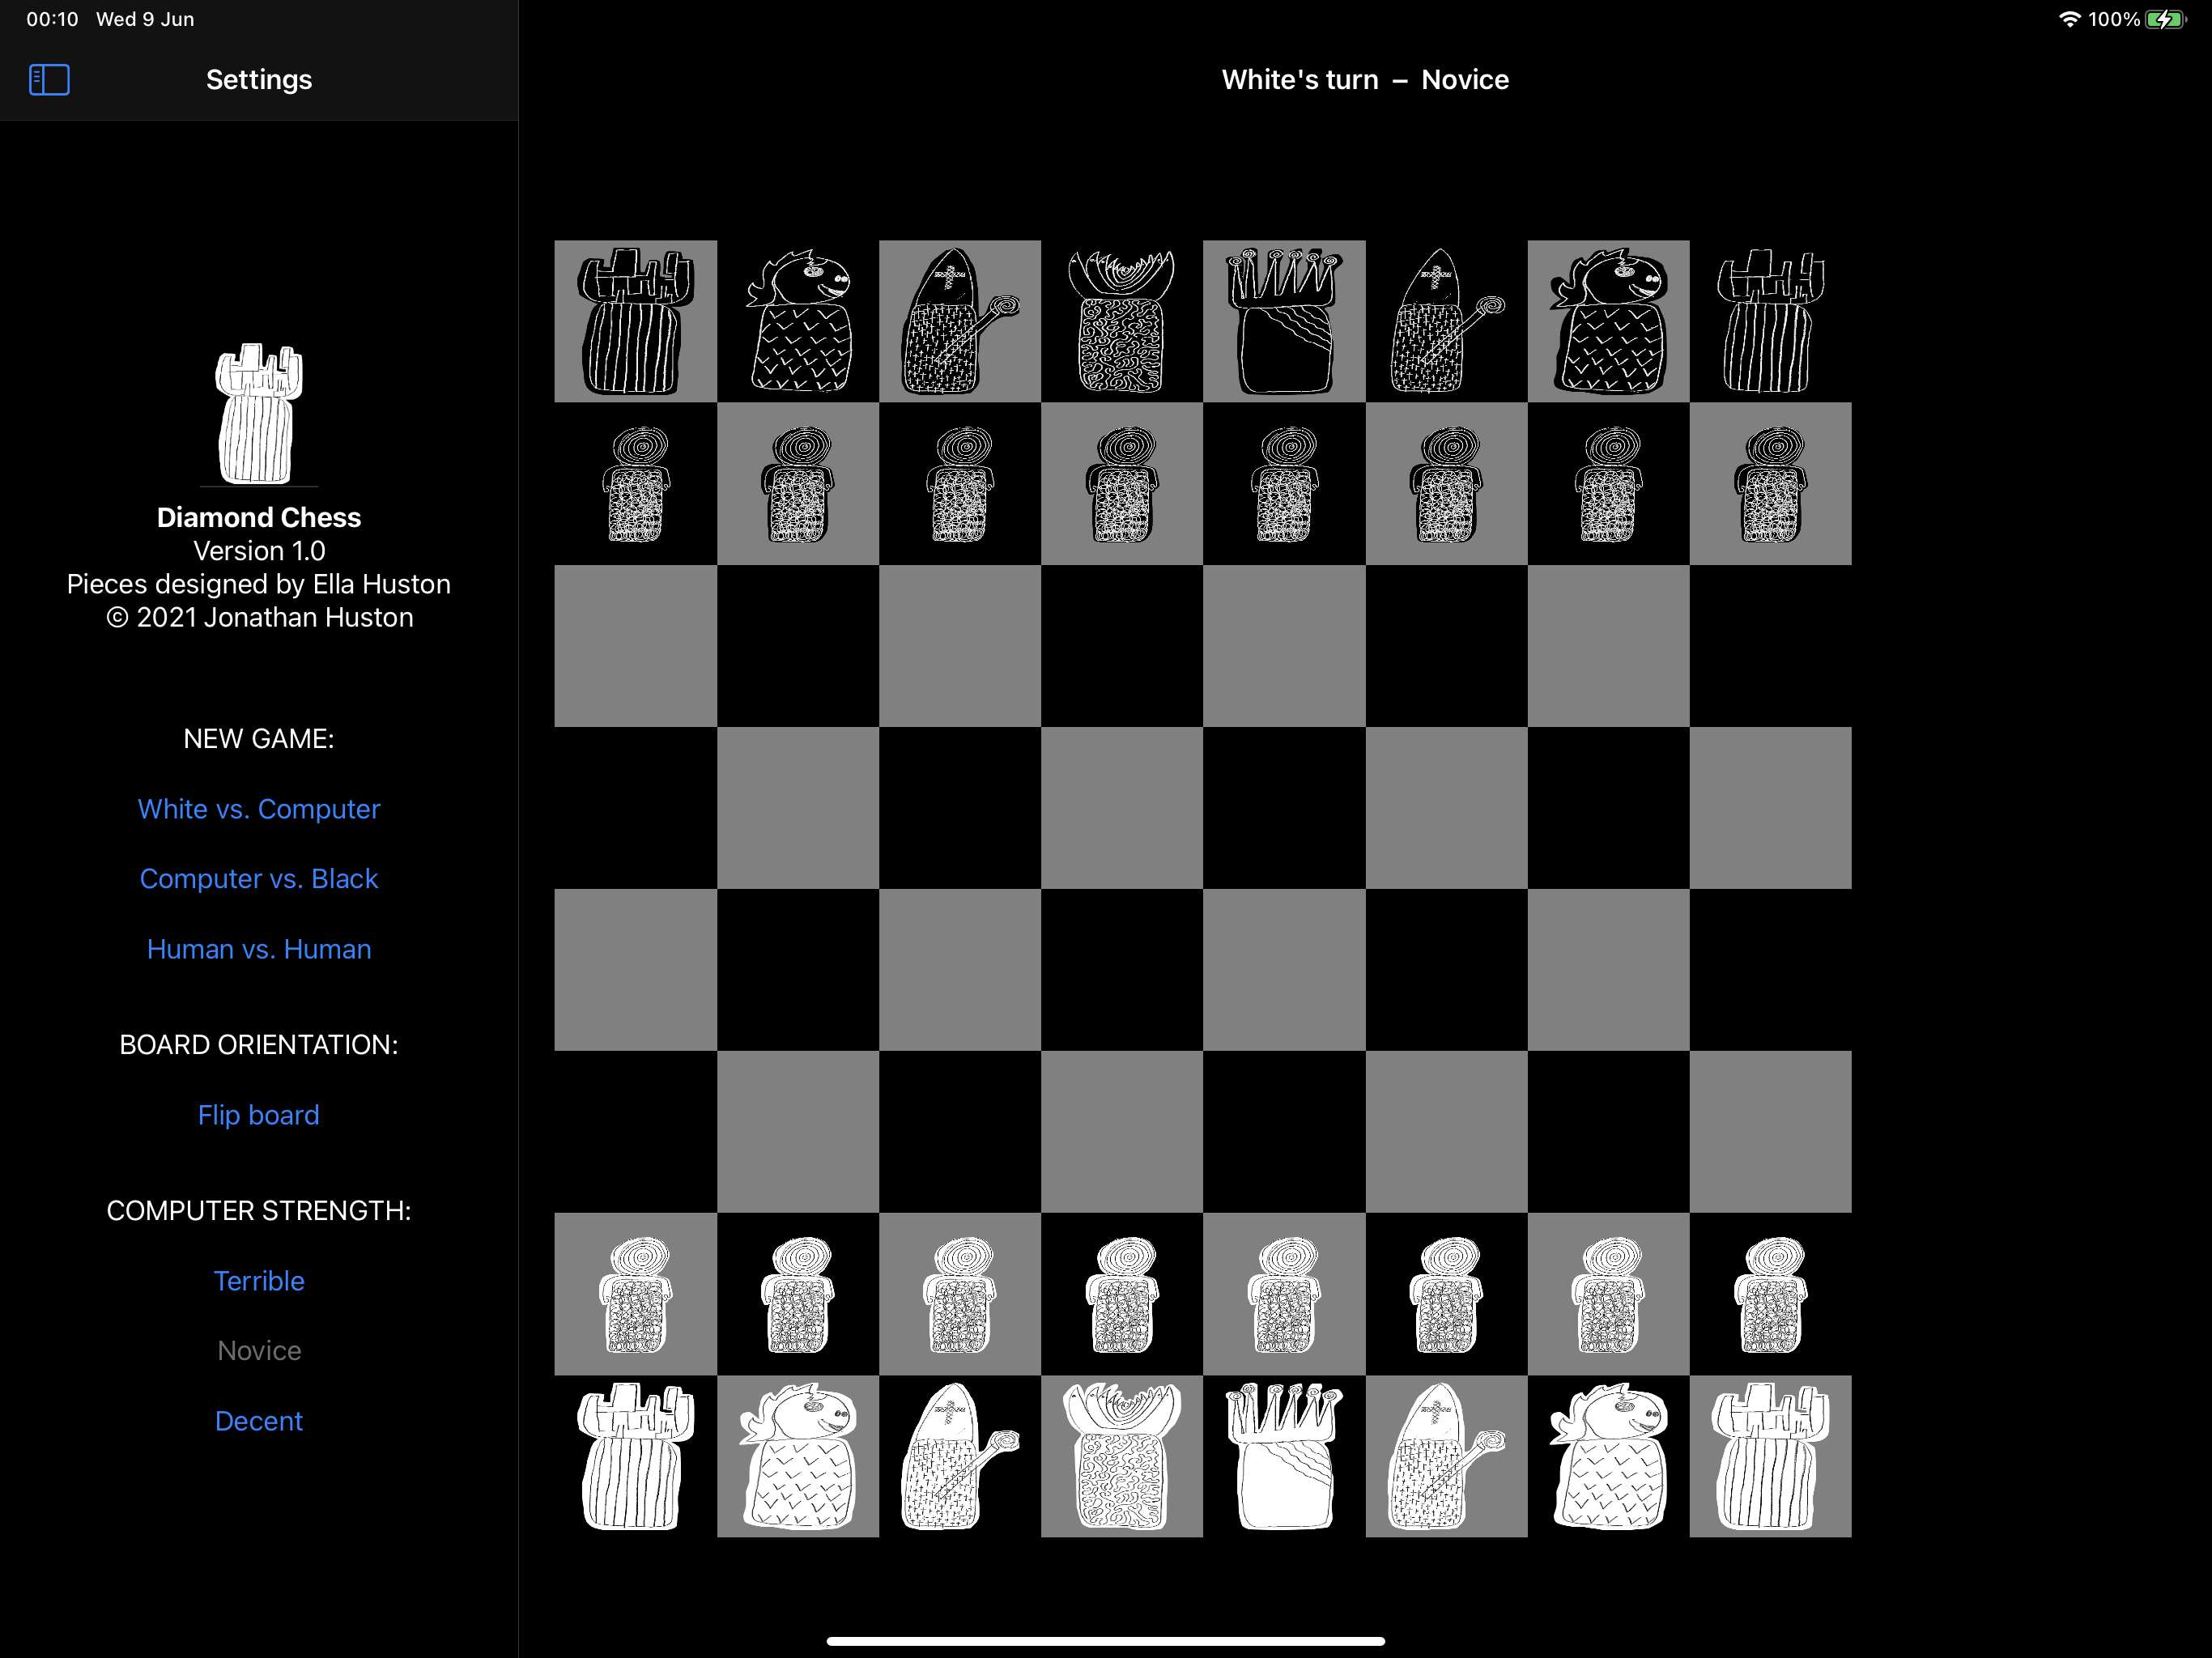 00:10 Wed 9 Jun
100%
Settings
White's turn – Novice
Diamond Chess
Version 1.0
Pieces designed by Ella Huston
© 2021 Jonathan Huston
NEW GAME:
White vs. Computer
Computer vs. Black
Human vs. Human
BOARD ORIENTATION:
Flip board
COMPUTER STRENGTH:
Terrible
Novice
Decent